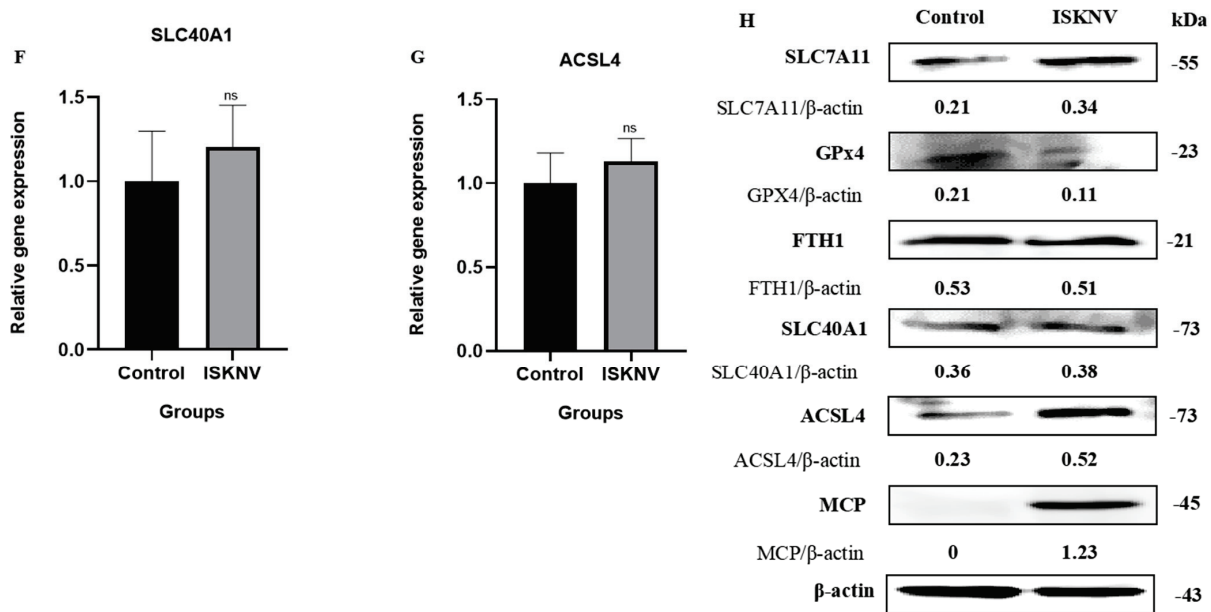 F
SLC40A1
Relative gene expression
1.5
1.0
0.5
0.0
ns
Control ISKNV
Groups
G
ACSL4
Relative gene expression
1.5
1.0
0.5
0.0
ns
Control ISKNV
Groups
H Control ISKNV kDa
SLC7A11 -55
SLC7A11/β-actin 0.21 0.34
GPx4 -23
GPX4/β-actin 0.21 0.11
FTH1 -21
FTH1/β-actin 0.53 0.51
SLC40A1 -73
SLC40A1/β-actin 0.36 0.38
ACSL4 -73
ACSL4/β-actin 0.23 0.52
MCP -45
MCP/β-actin 0 1.23
β-actin -43